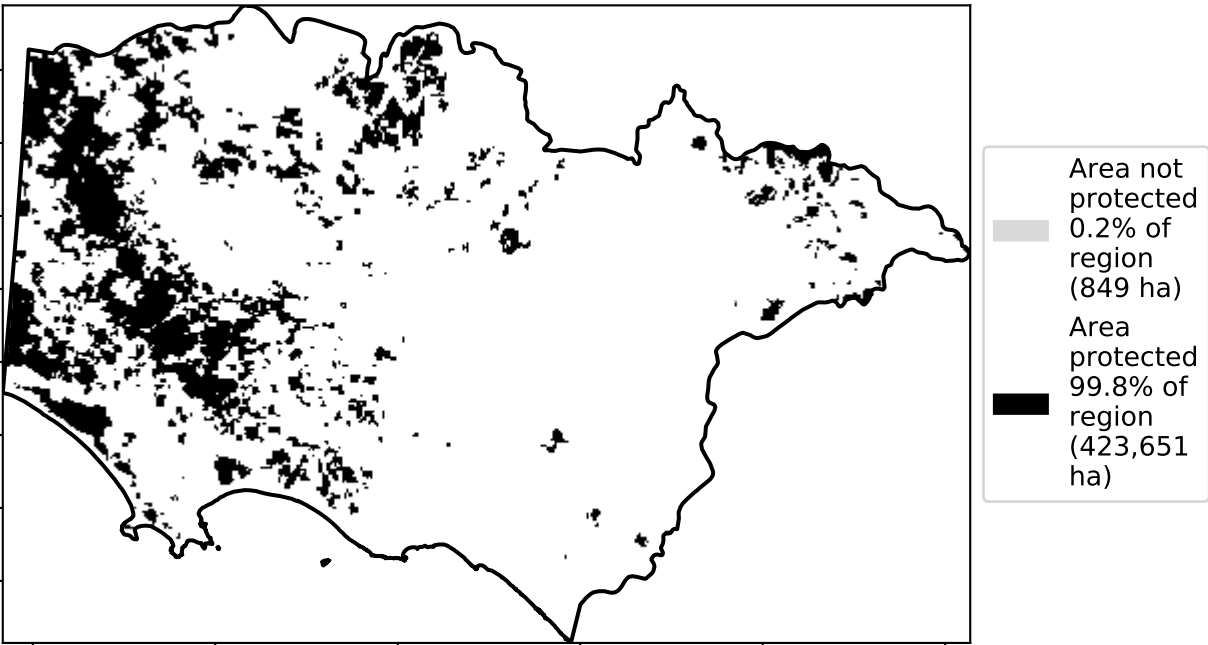 Area not
protected
0.2% of
region
(849 ha)
Area
protected
99.8% of
region
(423,651
ha)